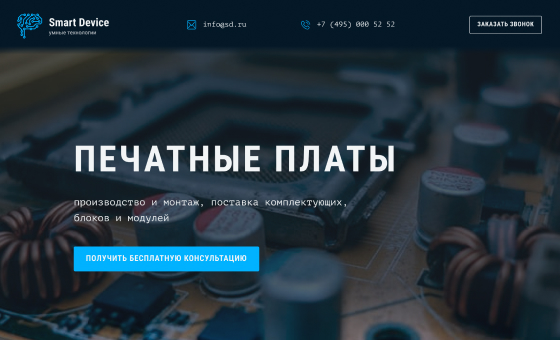 Smart Device
умные технологии
info@sd.ru
+7 (495) 000 52 52
ЗАКАЗАТЬ ЗВОНОК
ПЕЧАТНЫЕ ПЛАТЫ
производство и монтаж, поставка комплектующих,
блоков и модулей
ПОЛУЧИТЬ БЕСПЛАТНУЮ КОНСУЛЬТАЦИЮ